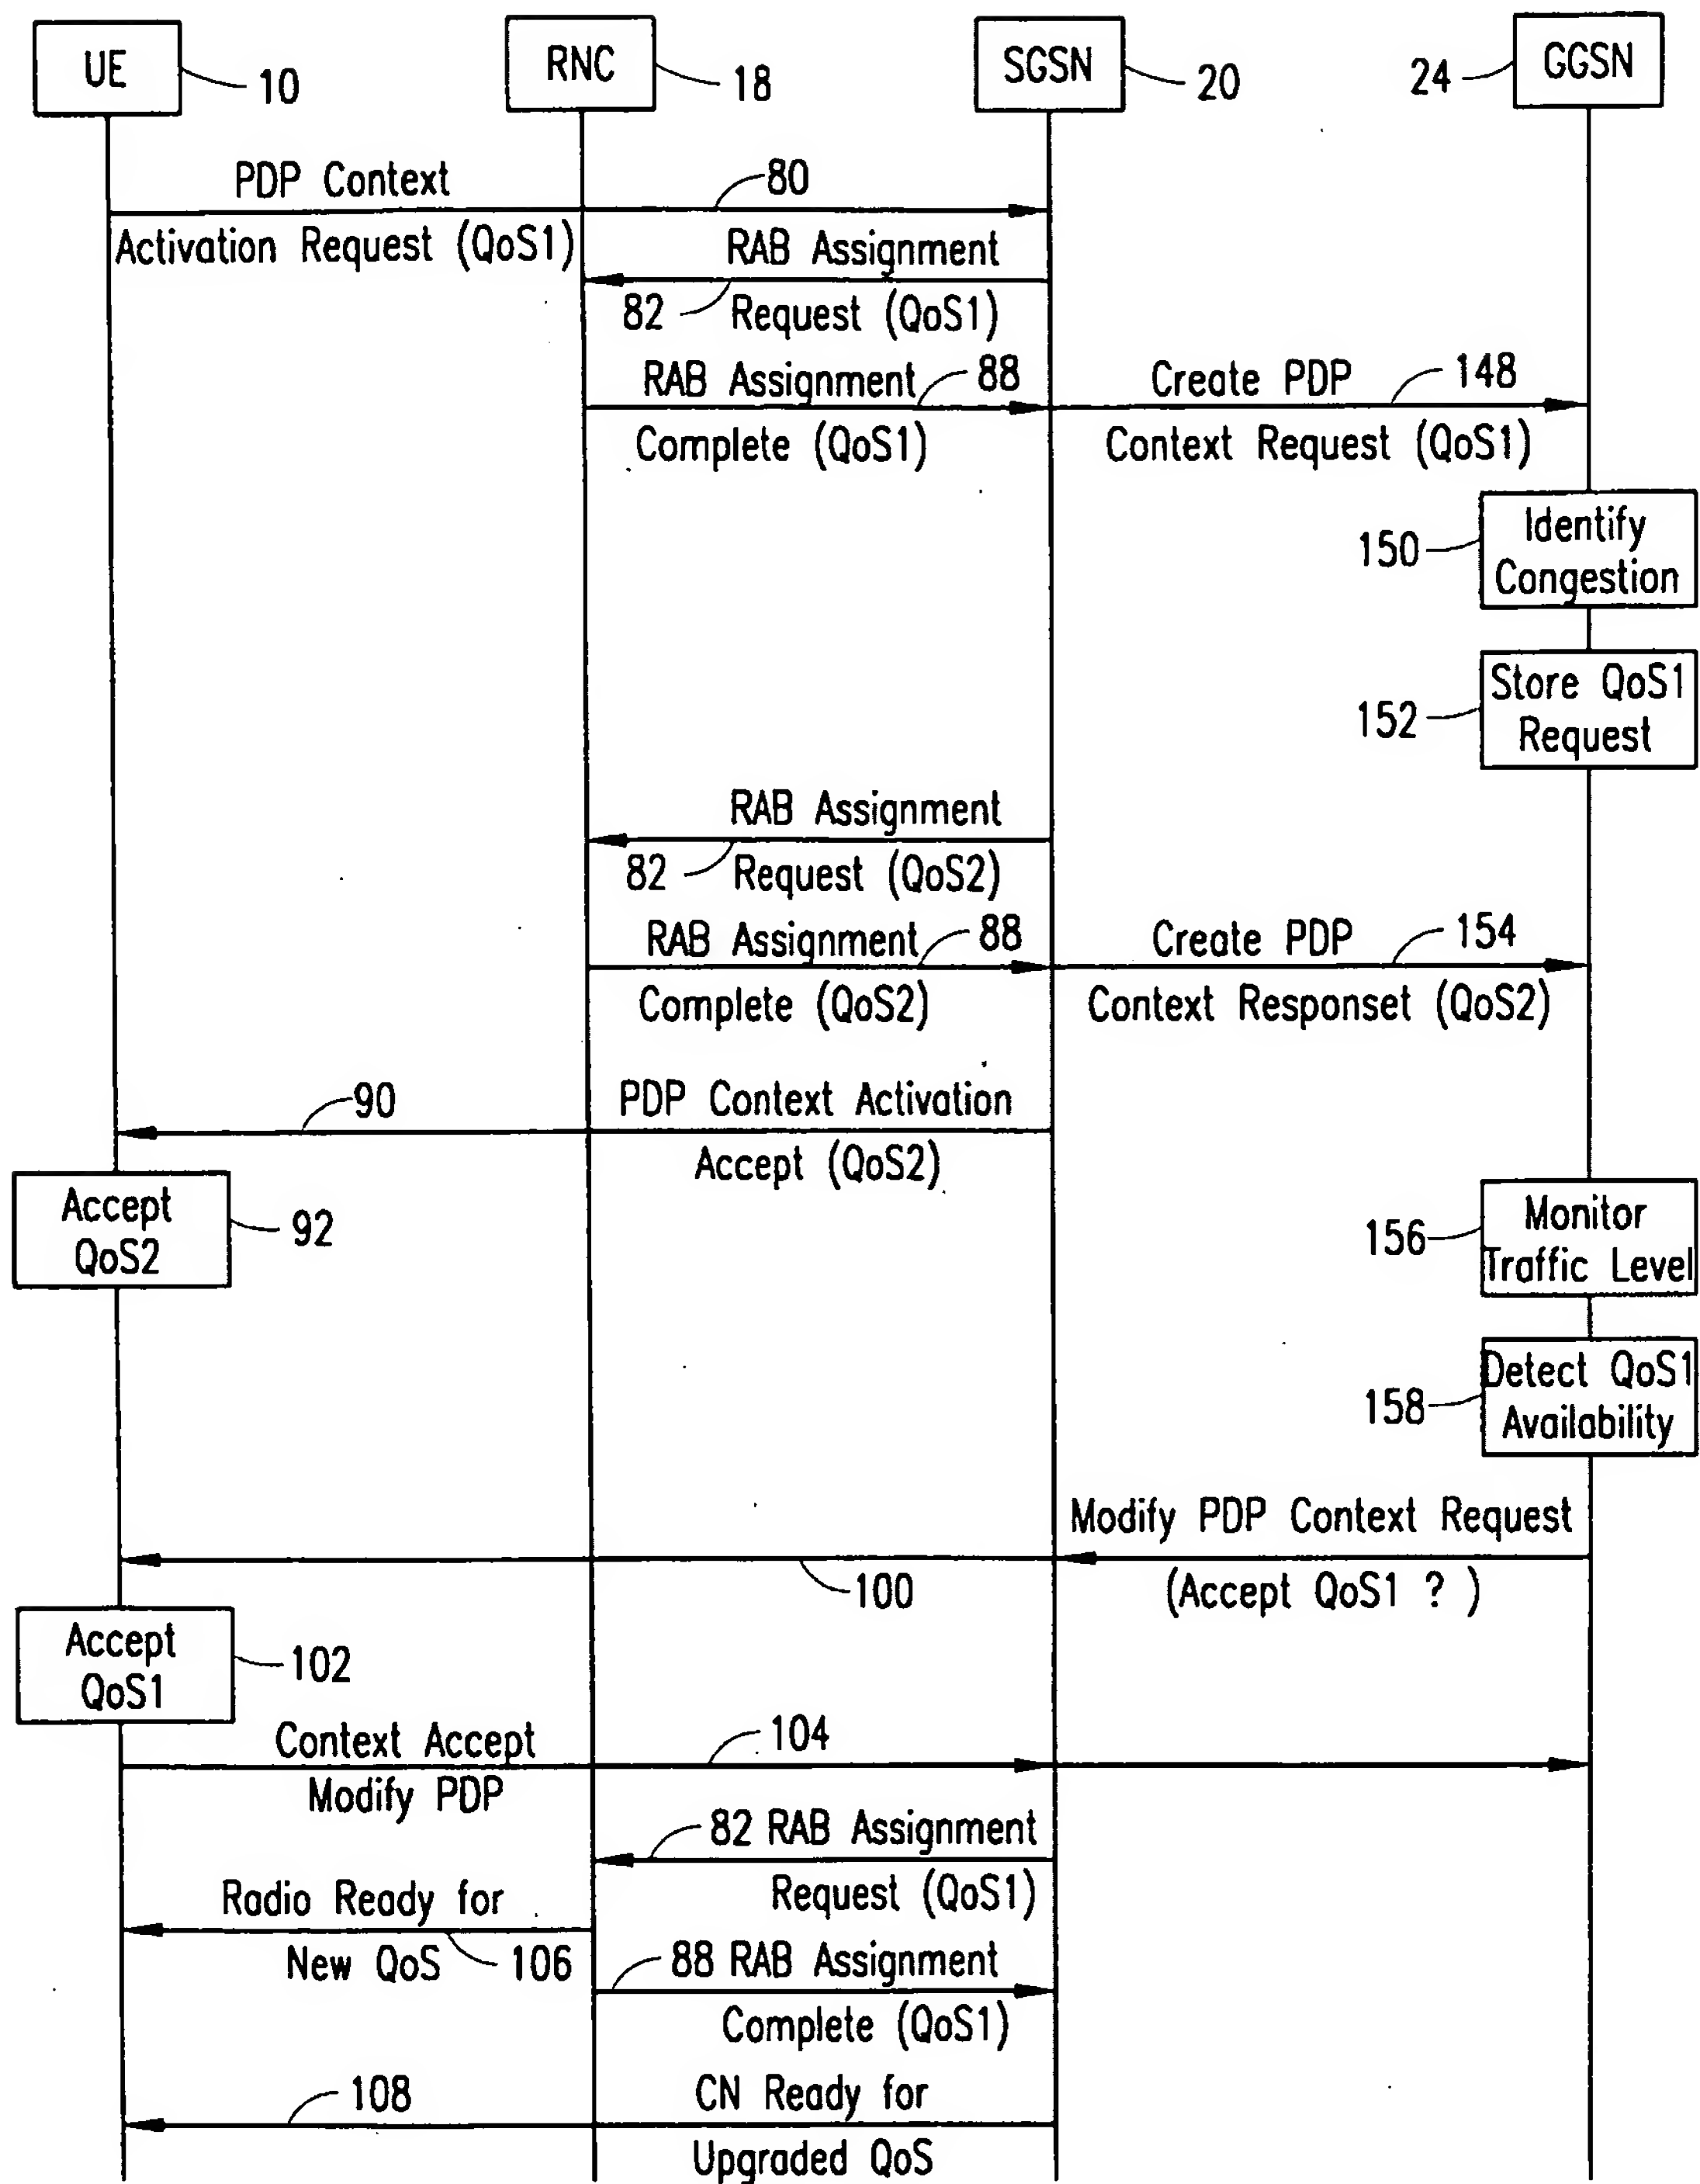 UE
10
RNC
18
SGSN
20
24
GGSN
PDP Context
80
Activation Request (QoS1)
RAB Assignment
82
Request (QoS1)
RAB Assignment
88
Create PDP
148
Complete (QoS1)
Context Request (QoS1)
150
Identify
Congestion
152
Store QoS1
Request
RAB Assignment
82
Request (QoS2)
RAB Assignment
88
Create PDP
154
Complete (QoS2)
Context Responset (QoS2)
90
PDP Context Activation
Accept (QoS2)
Accept
QoS2
92
156
Monitor
Traffic Level
158
Detect QoS1
Availability
Modify PDP Context Request
100
(Accept QoS1 ? )
Accept
QoS1
102
Context Accept
104
Modify PDP
82 RAB Assignment
Request (QoS1)
Radio Ready for
New QoS
106
88 RAB Assignment
Complete (QoS1)
108
CN Ready for
Upgraded QoS